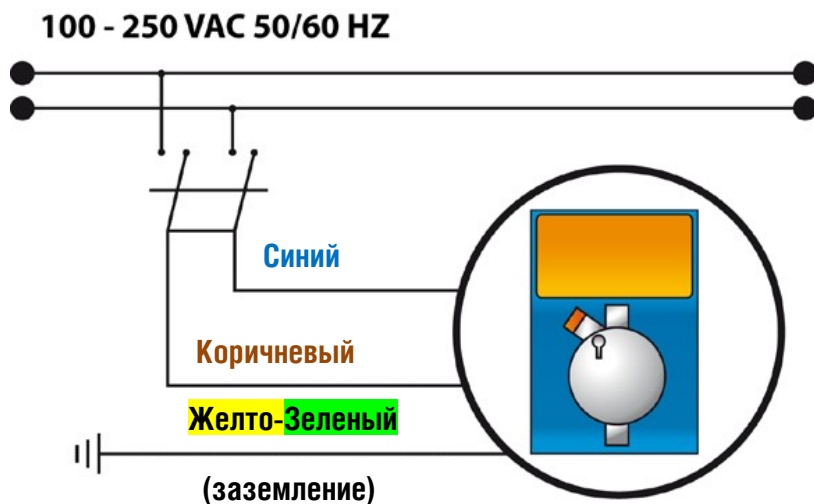 100 - 250 VAC 50/60 HZ
Синий
Коричневый
Желто-Зеленый
(заземление)